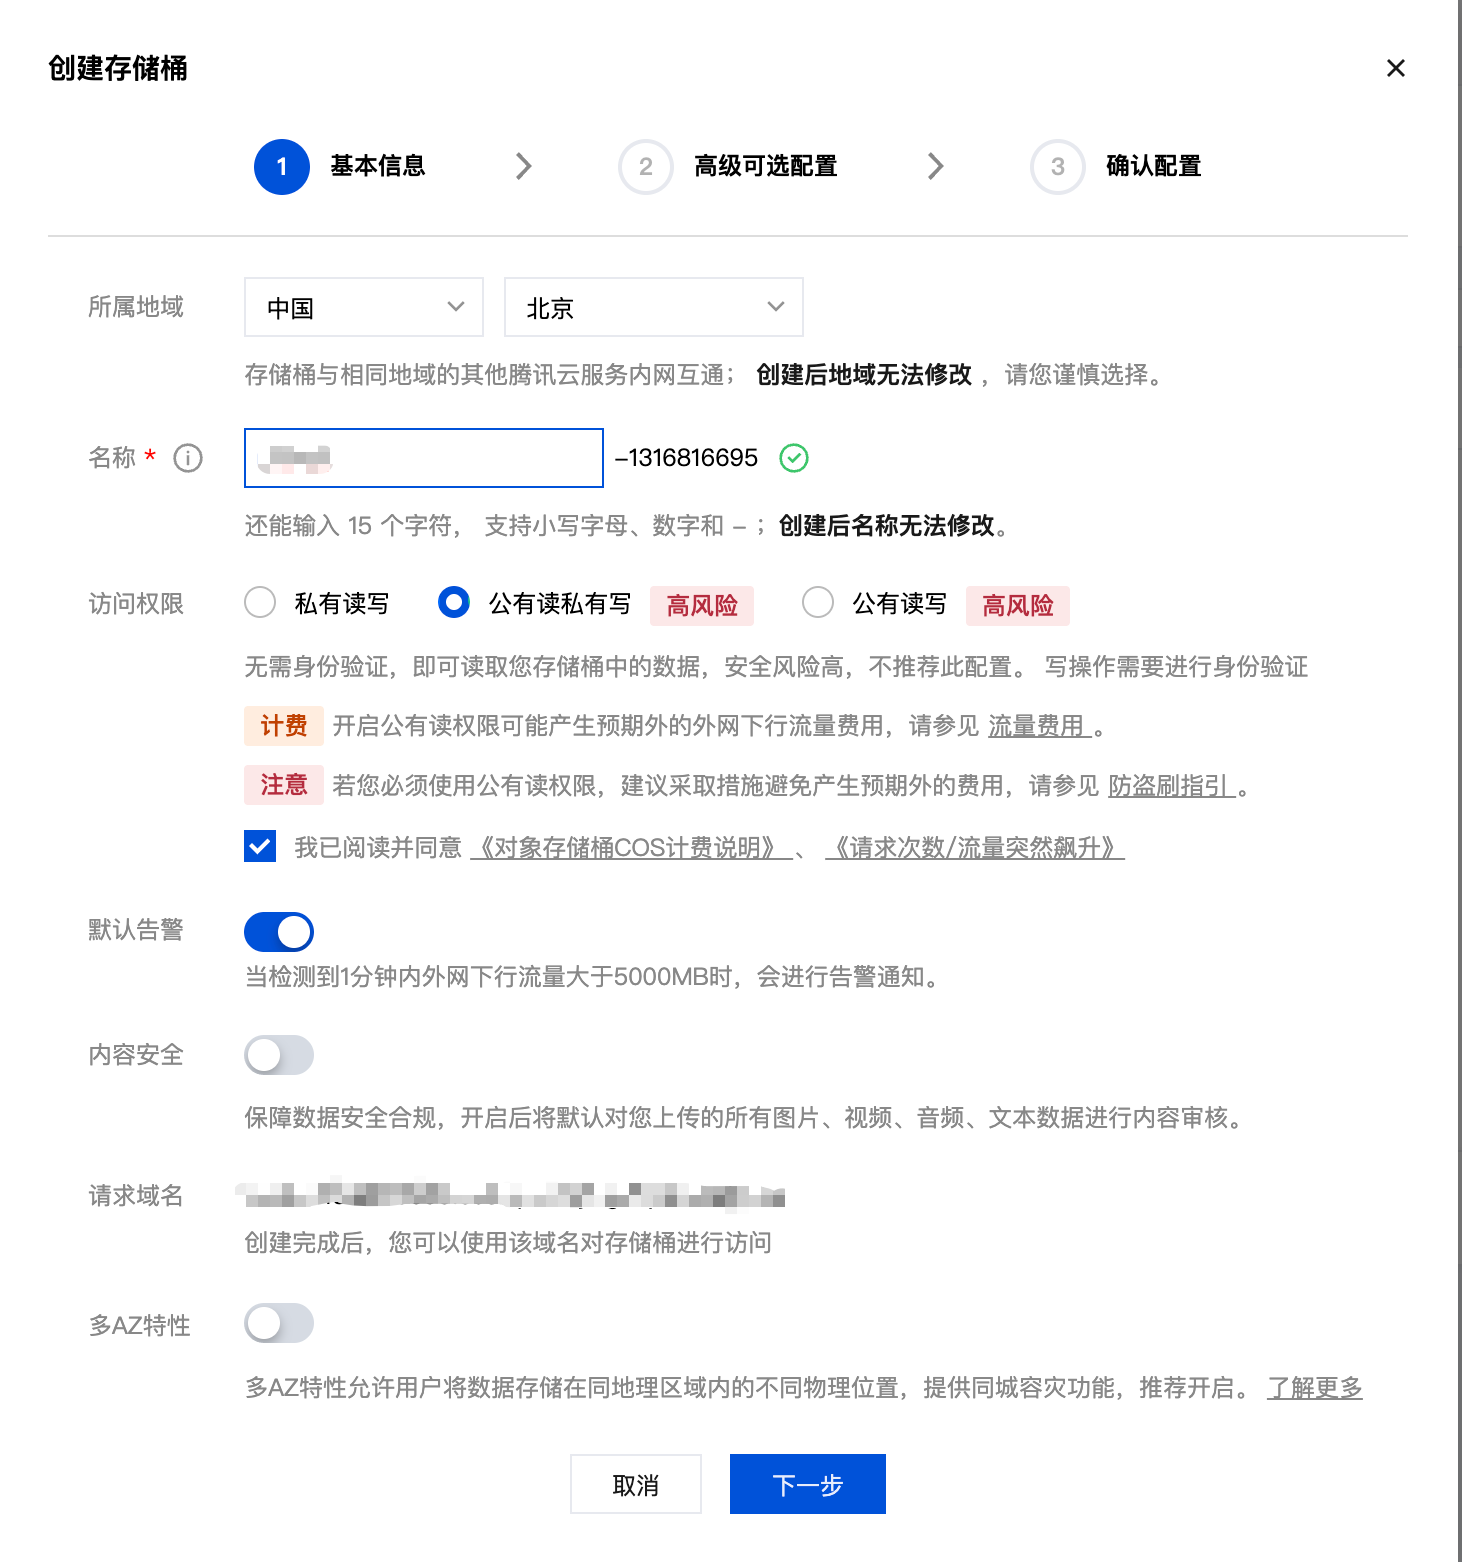 创建存储桶
1 基本信息 2 高级可选配置 3 确认配置
所属地域 中国 北京
存储桶与相同地域的其他腾讯云服务内网互通； 创建后地域无法修改 ，请您谨慎选择。
名称 * -1316816695
还能输入 15 个字符， 支持小写字母、数字和 - ；创建后名称无法修改。
访问权限 私有读写 公有读私有写 高风险 公有读写 高风险
无需身份验证，即可读取您存储桶中的数据，安全风险高，不推荐此配置。 写操作需要进行身份验证
计费 开启公有读权限可能产生预期外的外网下行流量费用，请参见 流量费用 。
注意 若您必须使用公有读权限，建议采取措施避免产生预期外的费用，请参见 防盗刷指引 。
我已阅读并同意 《对象存储桶COS计费说明》 、 《请求次数/流量突然飙升》
默认告警
当检测到1分钟内外网下行流量大于5000MB时，会进行告警通知。
内容安全
保障数据安全合规，开启后将默认对您上传的所有图片、视频、音频、文本数据进行内容审核。
请求域名
创建完成后，您可以使用该域名对存储桶进行访问
多AZ特性
多AZ特性允许用户将数据存储在同地理区域内的不同物理位置，提供同城容灾功能，推荐开启。 了解更多
取消 下一步